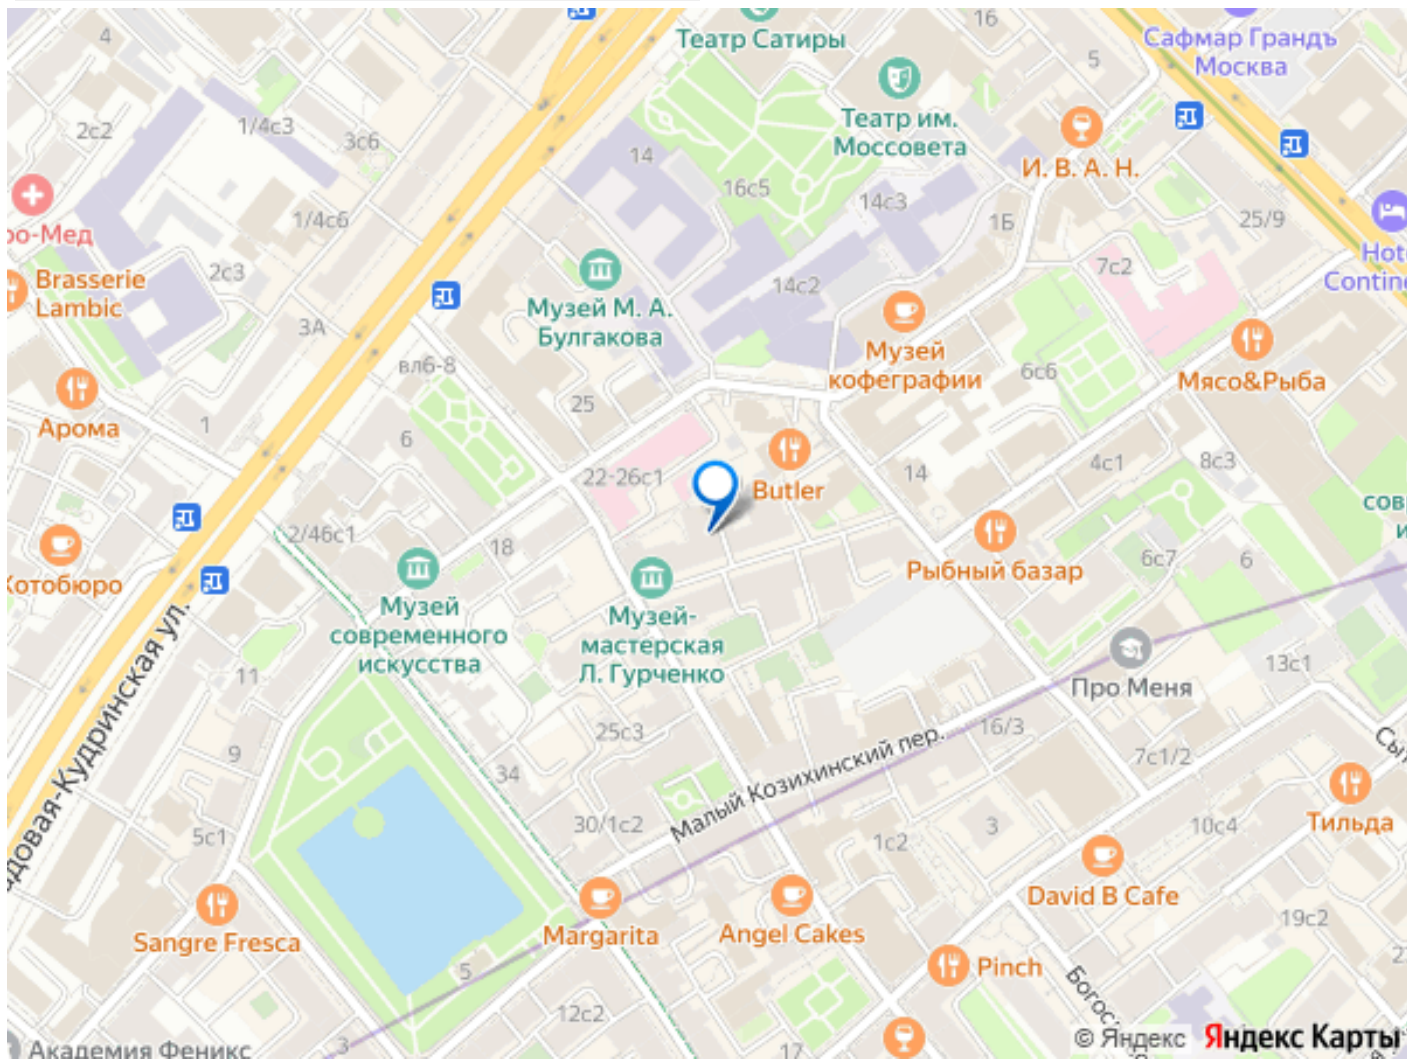 4
2с2
1/4с3
3с6
ро-Мед
1/4с6
2с3
Brasserie
Lambic
3А
Арома
1
вл6-8
6
25
Театр Сатиры
16
5
Сафмар Грандъ
Москва
Театр им.
Моссовета
14
16с5
14с3
И. В. А. Н.
1Б
25/9
7с2
Музей М. А.
Булгакова
14с2
Музей
кофеграфии
6с6
Мясо&Рыба
22-26с1
Butler
14
4с1
8с3
2/46с1
18
Музей
современного
искусства
Музей-
мастерская
Л. Гурченко
Рыбный базар
6с7
6
11
9
Про Меня
13с1
25с3
34
30/1с2
Малый Козихинский пер.
16/3
7с1/2
5с1
1с2
3
10с4
Тильда
David B Cafe
Sangre Fresca
Margarita
Angel Cakes
Pinch
19с2
5
12с2
3
17
Академия Феникс
© Яндекс Яндекс Карты